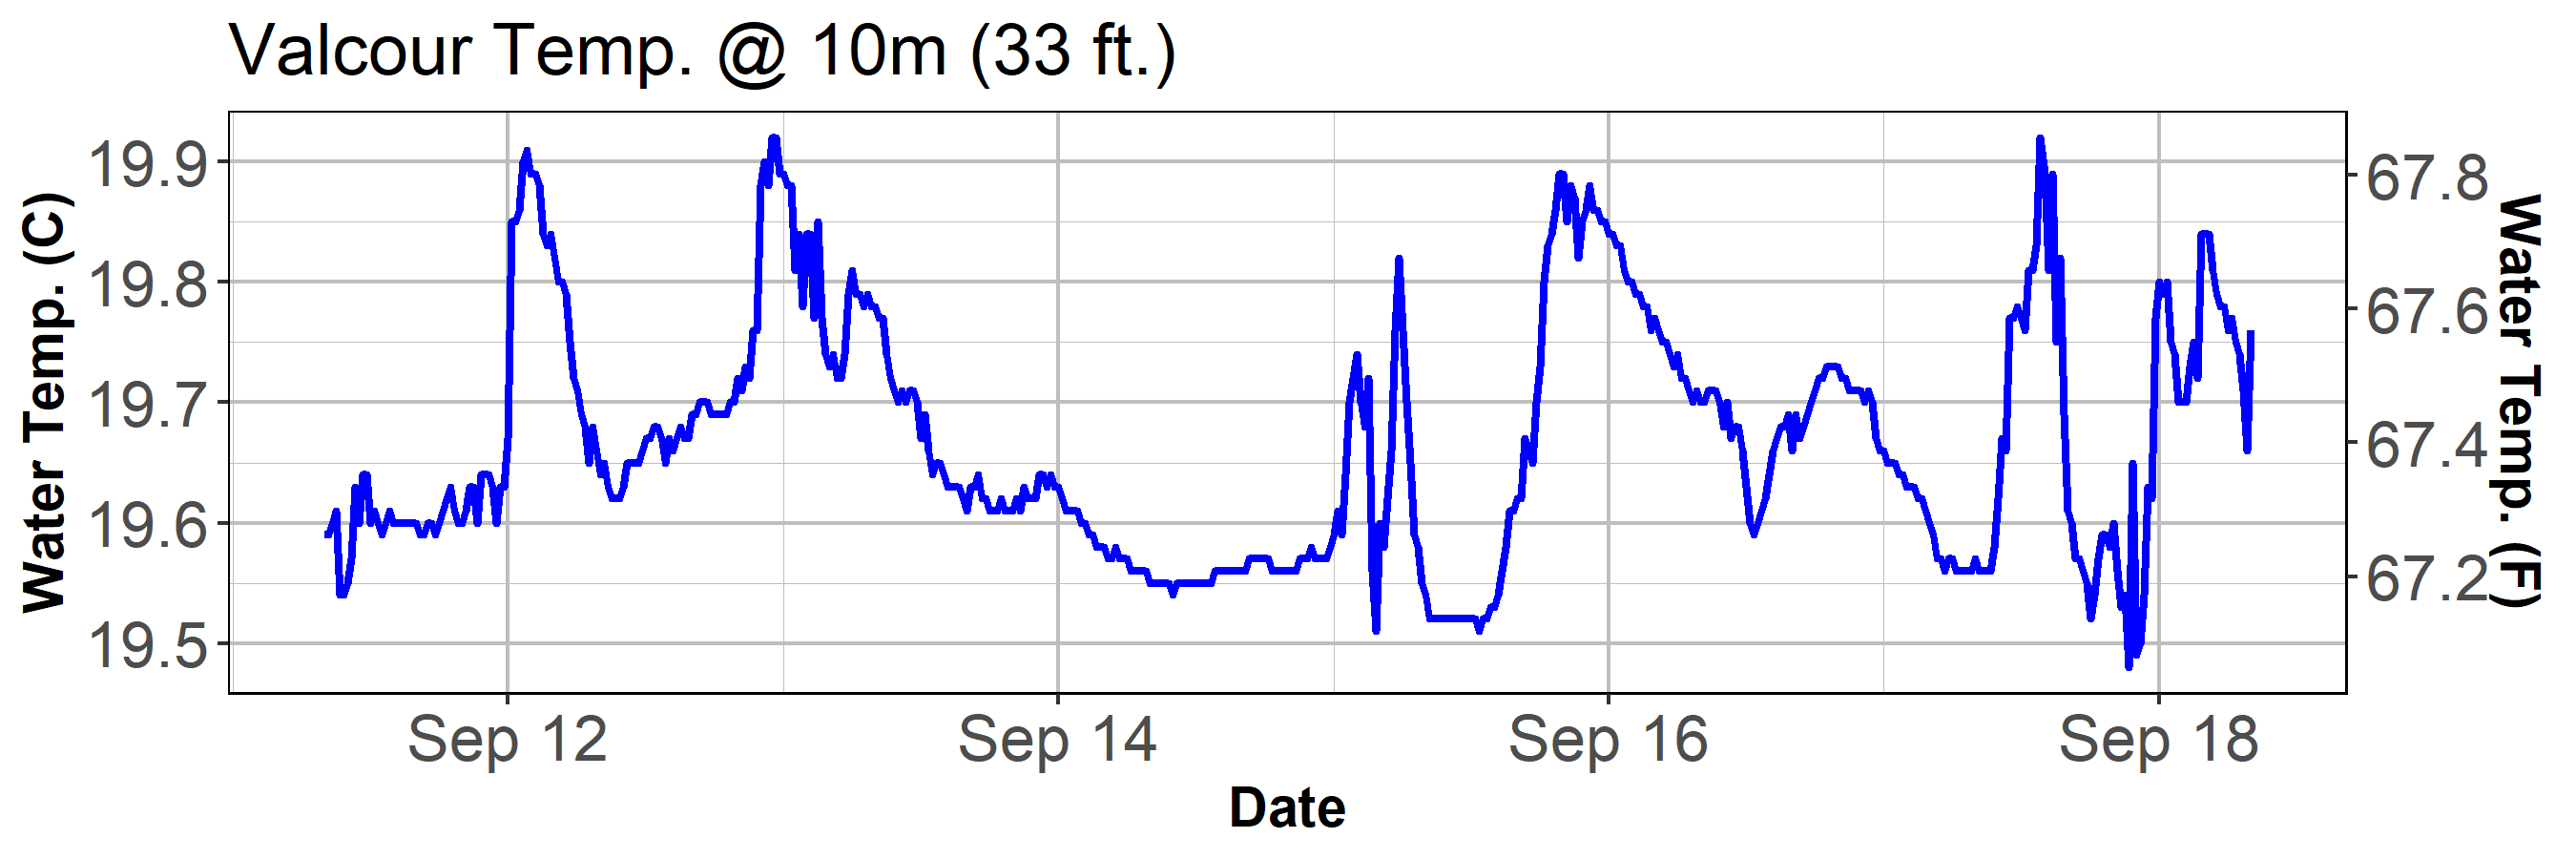 Valcour Temp. @ 10m (33 ft.)
Water Temp. (C)
19.9
19.8
19.7
19.6
19.5
67.8
67.6
67.4
67.2
Water Temp. (F)
Sep 12 Sep 14 Sep 16 Sep 18
Date